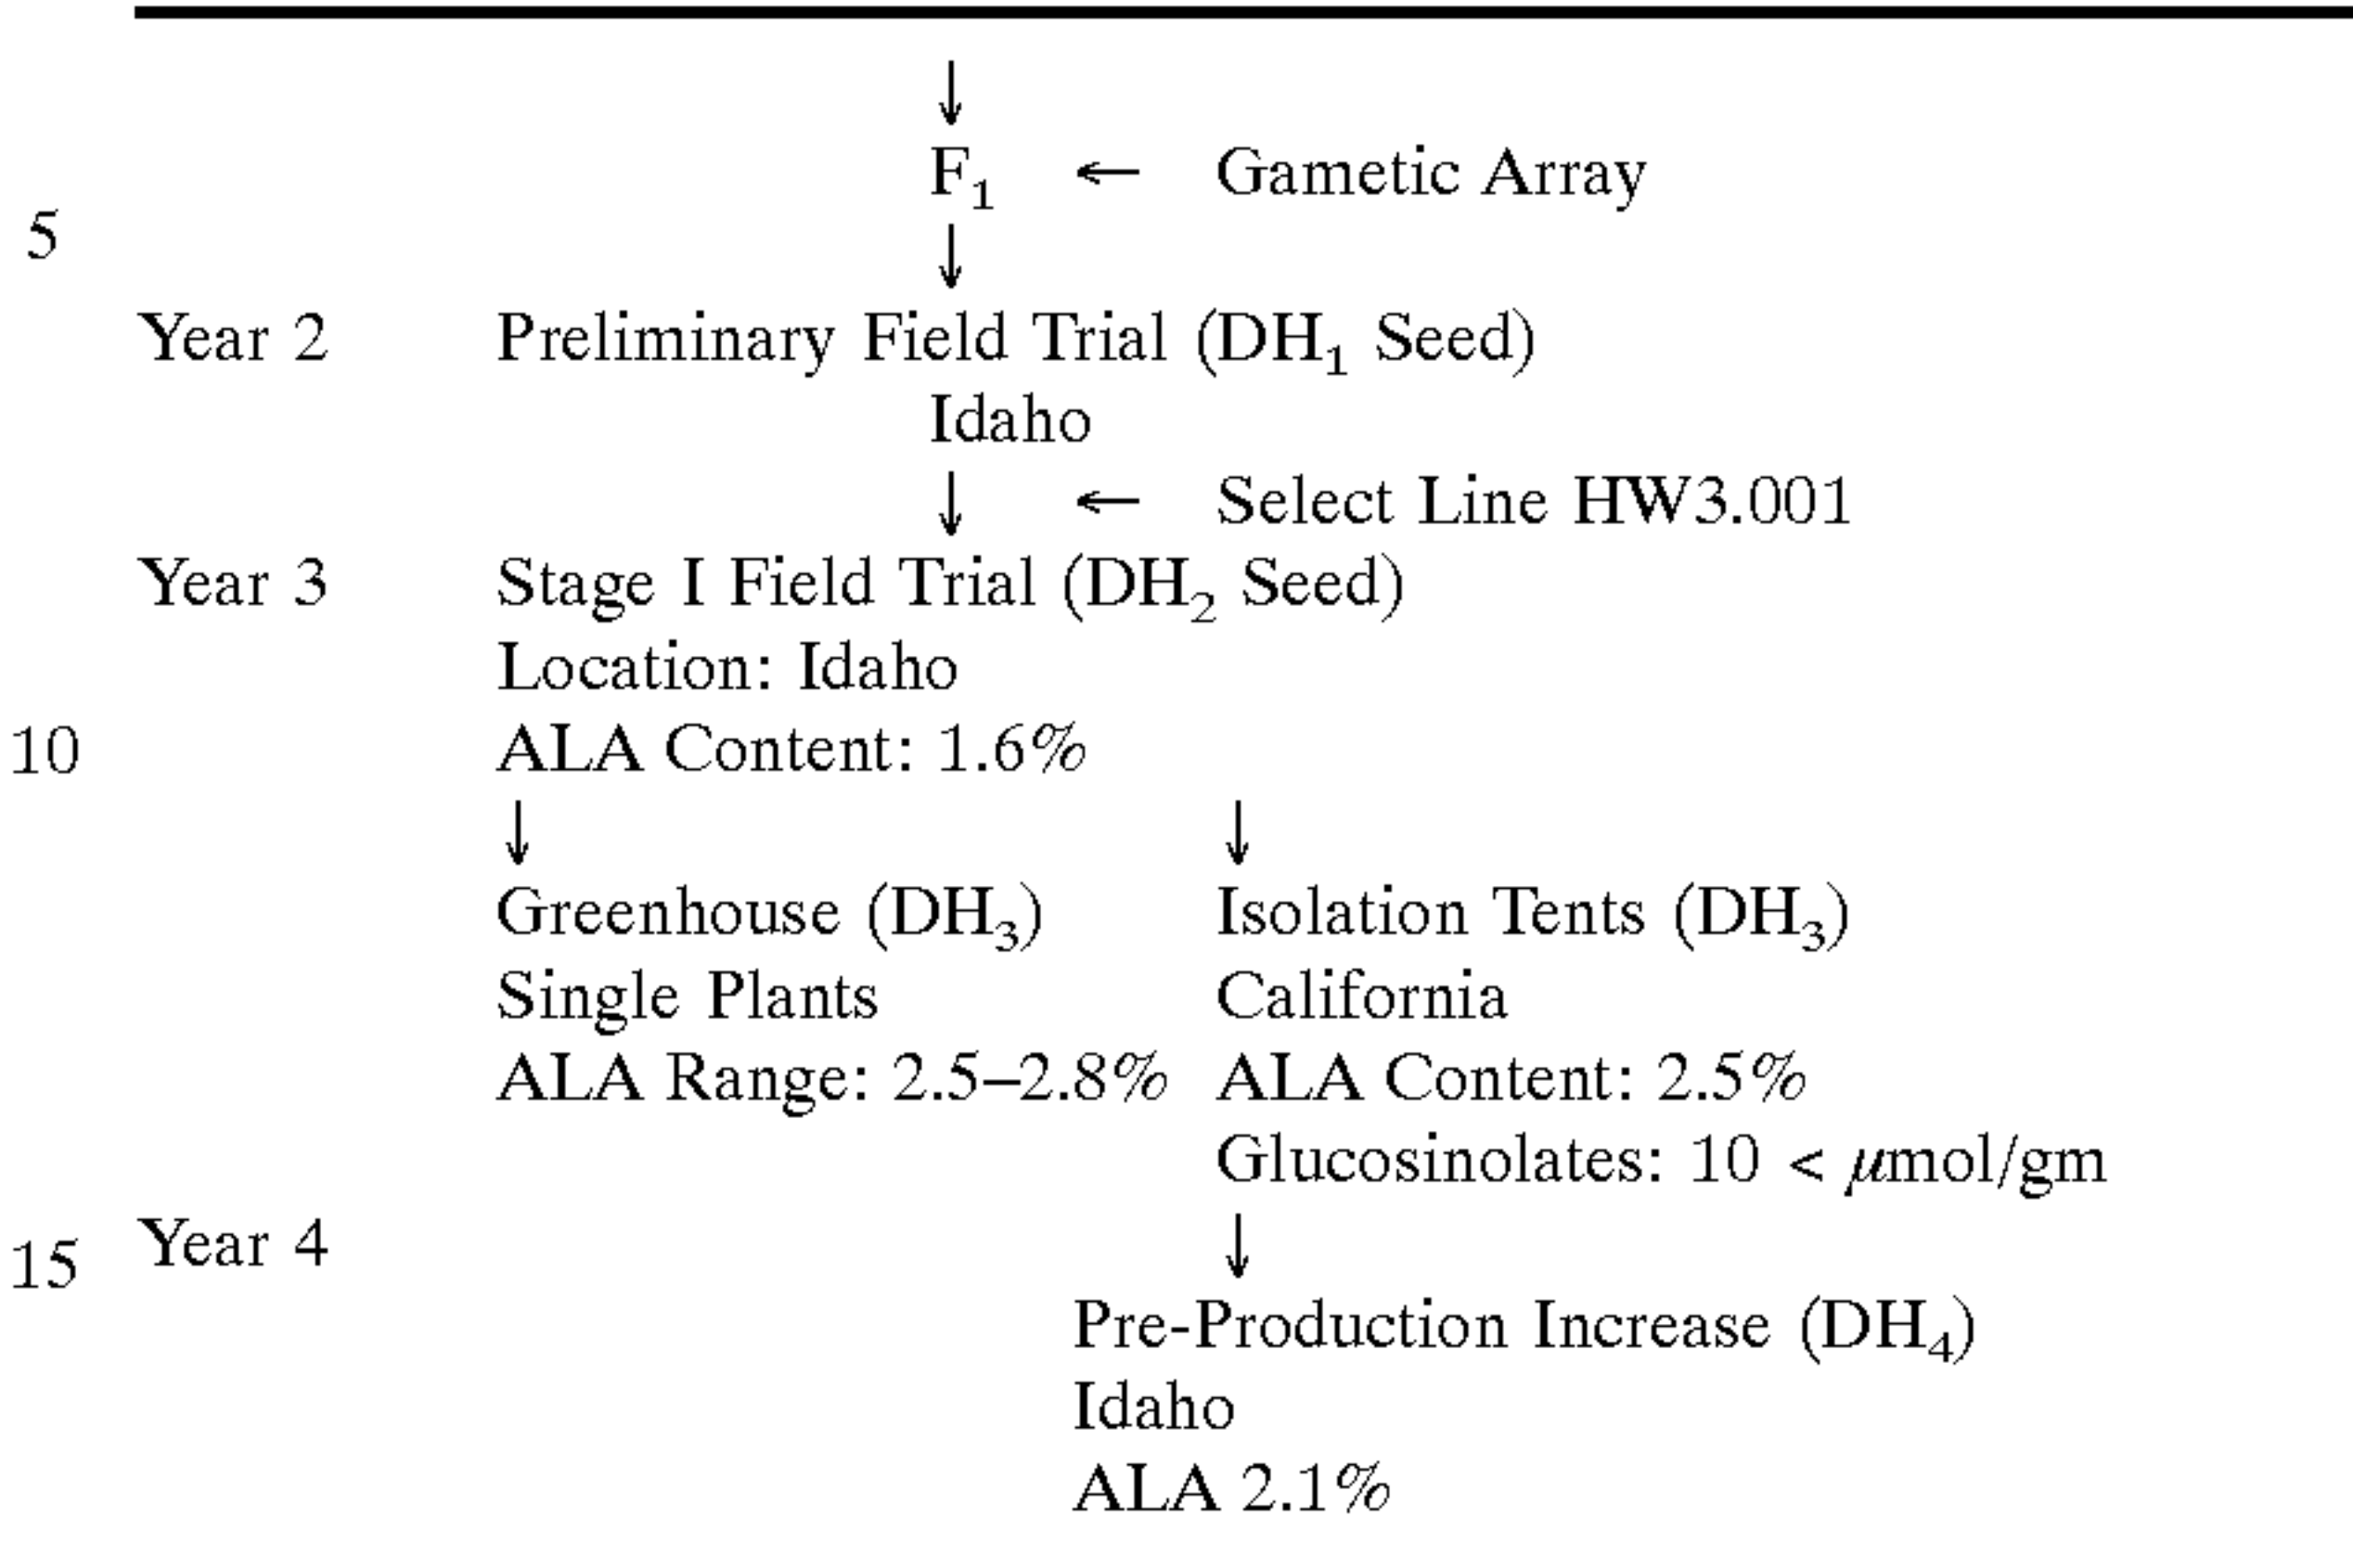 ↓
F₁ ← Gametic Array
5
↓
Year 2 Preliminary Field Trial (DH₁ Seed)
Idaho
↓ ← Select Line HW3.001
Year 3 Stage I Field Trial (DH₂ Seed)
Location: Idaho
10 ALA Content: 1.6%
↓ ↓
Greenhouse (DH₃) Isolation Tents (DH₃)
Single Plants California
ALA Range: 2.5–2.8% ALA Content: 2.5%
Glucosinolates: 10 < μmol/gm
15 Year 4 ↓
Pre-Production Increase (DH₄)
Idaho
ALA 2.1%